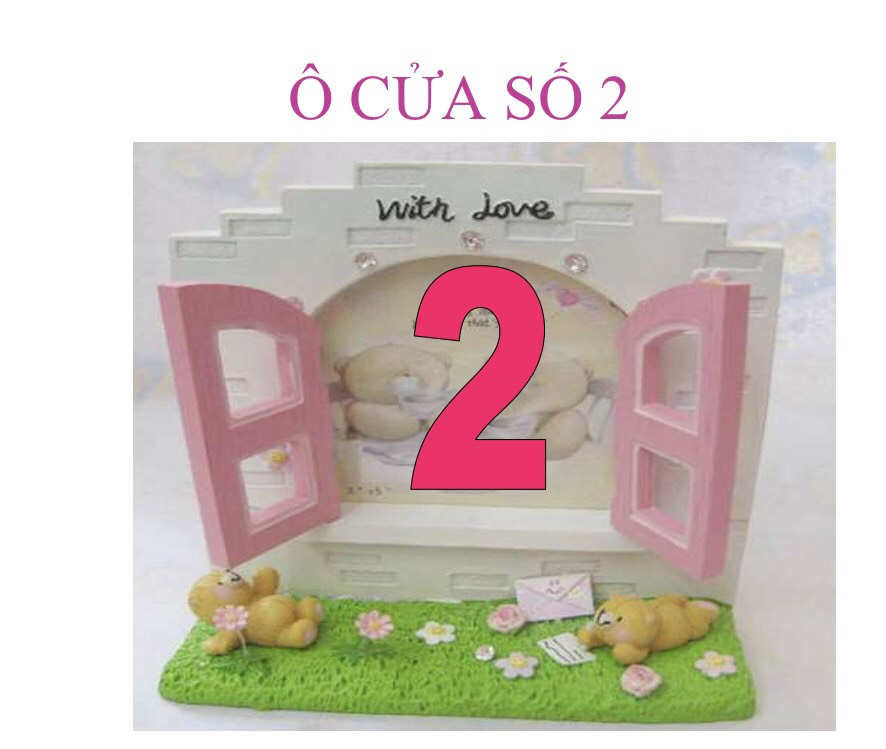 Ô CỬA SỐ 2
With Love
2